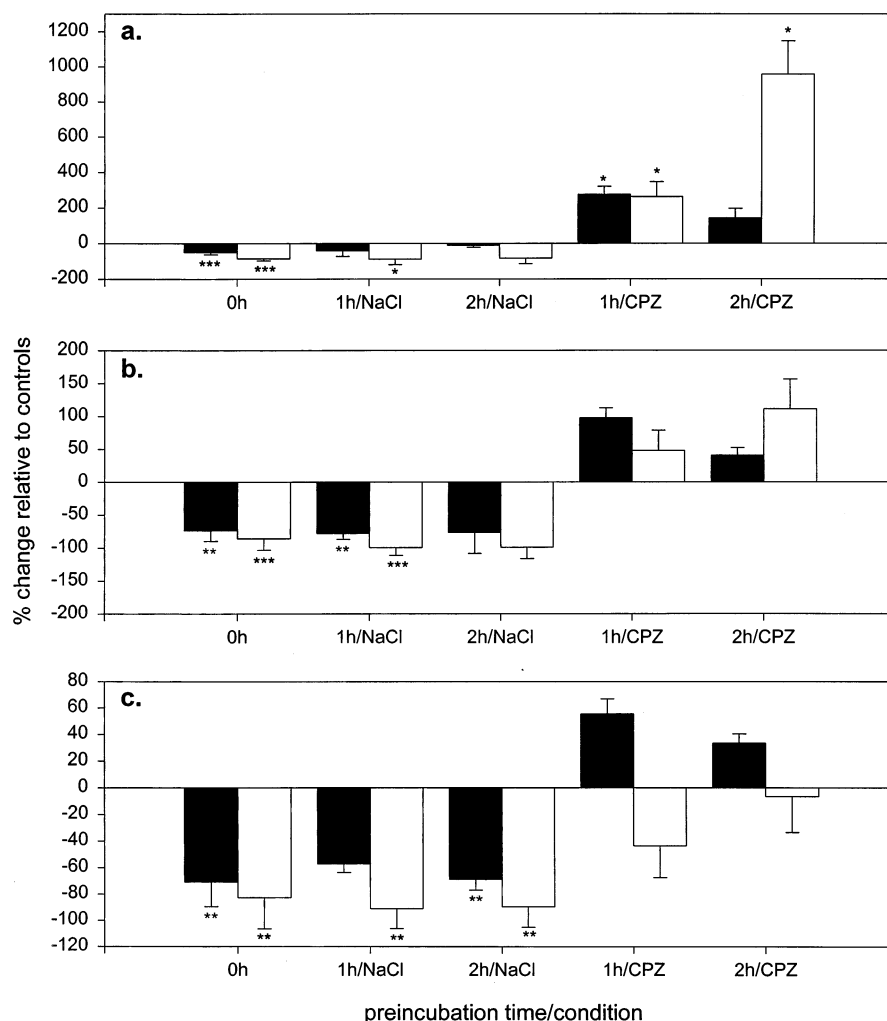 % change relative to controls
a.
1200
1000
800
600
400
200
0
-200
*** *** * * * *
0h 1h/NaCl 2h/NaCl 1h/CPZ 2h/CPZ
b.
200
150
100
50
0
-50
-100
-150
-200
** *** ** ***
0h 1h/NaCl 2h/NaCl 1h/CPZ 2h/CPZ
c.
80
60
40
20
0
-20
-40
-60
-80
-100
-120
** ** ** ** **
0h 1h/NaCl 2h/NaCl 1h/CPZ 2h/CPZ
preincubation time/condition